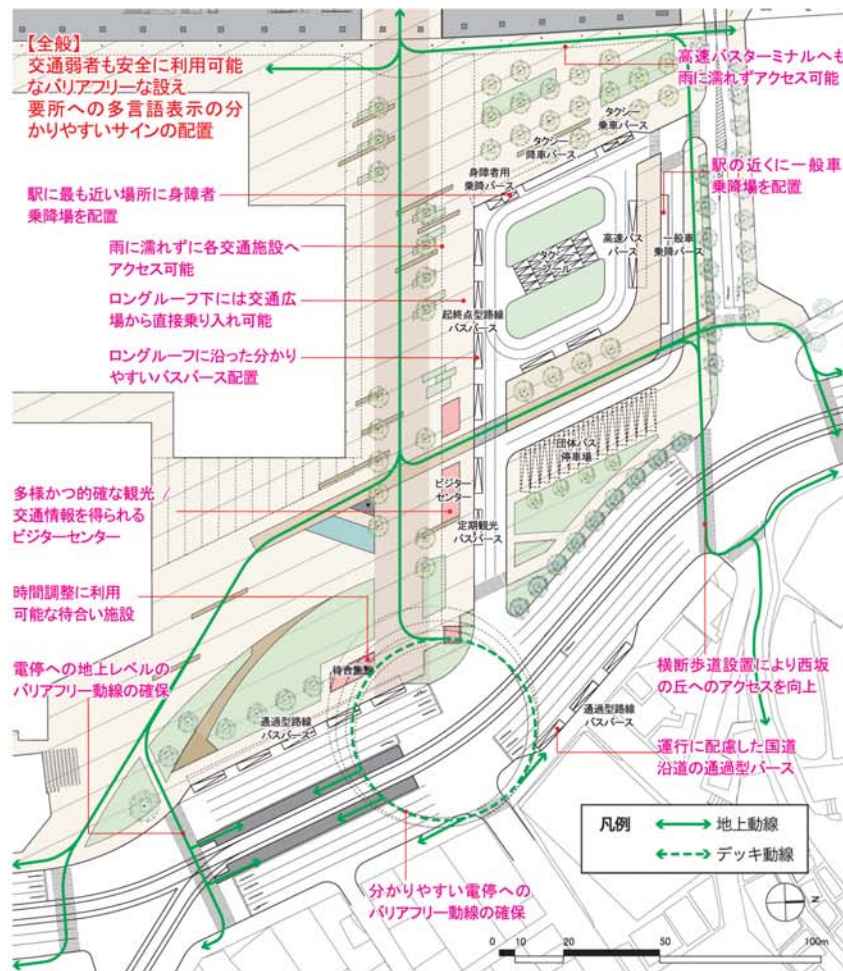 【全般】
交通弱者も安全に利用可能
なバリアフリーな設え
要所への多言語表示の分
かりやすいサインの配置
高速バスターミナルへも
雨に濡れずアクセス可能
タクシー
乗車バース
タクシー
降車バース
身障者用
乗降バース
駅の近くに一般車
乗降場を配置
駅に最も近い場所に身障者
乗降場を配置
雨に濡れずに各交通施設へ
アクセス可能
高速バス
バース
一般車
乗降バース
タクシー
プール
ロングルーフ下には交通広
場から直接乗り入れ可能
起終点型路線
バスバース
ロングルーフに沿った分かり
やすいバスバース配置
団体バス
停車場
多様かつ的確な観光/
交通情報を得られる
ビジターセンター
ビジター
センター
定期観光
バスバース
時間調整に利用
可能な待合い施設
待合施設
電停への地上レベルの
バリアフリー動線の確保
横断歩道設置により西坂
の丘へのアクセスを向上
通過型路線
バスバース
通過型路線
バスバース
運行に配慮した国道
沿道の通過型バース
分かりやすい電停への
バリアフリー動線の確保
凡例
地上動線
デッキ動線
N
0 10 20 50 100m